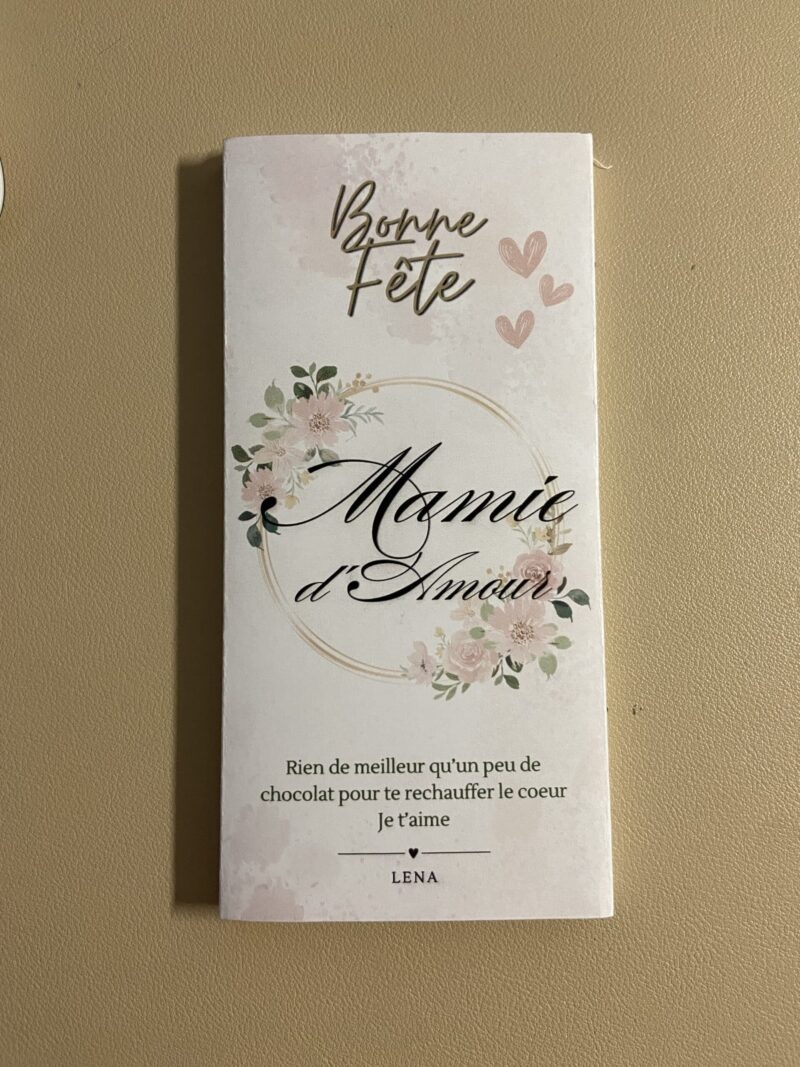 Bonne
Fête
Mamie
d"Amour
Rien de meilleur qu'un peu de
chocolat pour te rechauffer le coeur
Je t'aime
LENA